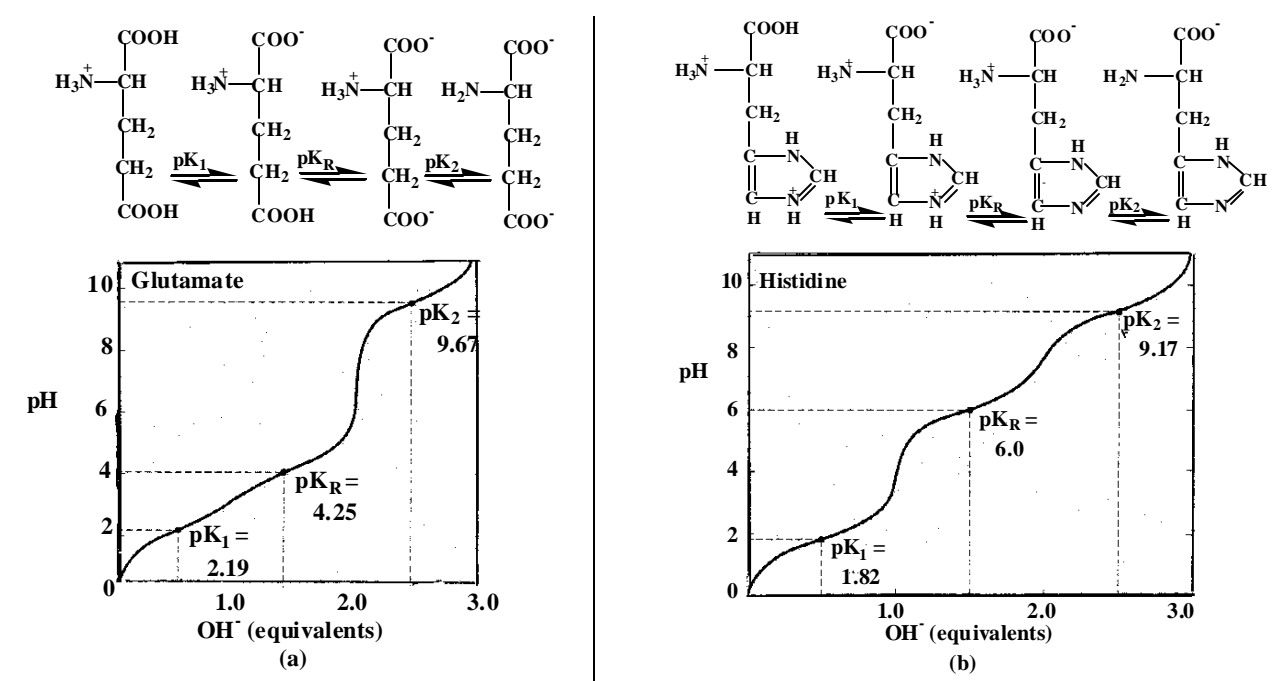 COOH
H3N+ CH
CH2
CH2
COOH
pK1
COO-
H3N+ CH
CH2
CH2
COOH
pKR
COO-
H3N+ CH
CH2
CH2
COO-
pK2
COO-
H2N CH
CH2
CH2
COO-
Glutamate
10
8
6
4
2
0
pH
pK2 =
9.67
pKR =
4.25
pK1 =
2.19
1.0 2.0 3.0
OH- (equivalents)
(a)
COOH
H3N+ CH
CH2
H
C N
CH
C N+
H H
pK1
COO-
H3N+ CH
CH2
H
C N
CH
C N+
H H
pKR
COO-
H3N+ CH
CH2
H
C N
CH
C N
H
pK2
COO-
H2N CH
CH2
H
C N
CH
C N
H
Histidine
10
8
6
4
2
0
pH
pK2 =
9.17
pKR =
6.0
pK1 =
1.82
1.0 2.0 3.0
OH- (equivalents)
(b)